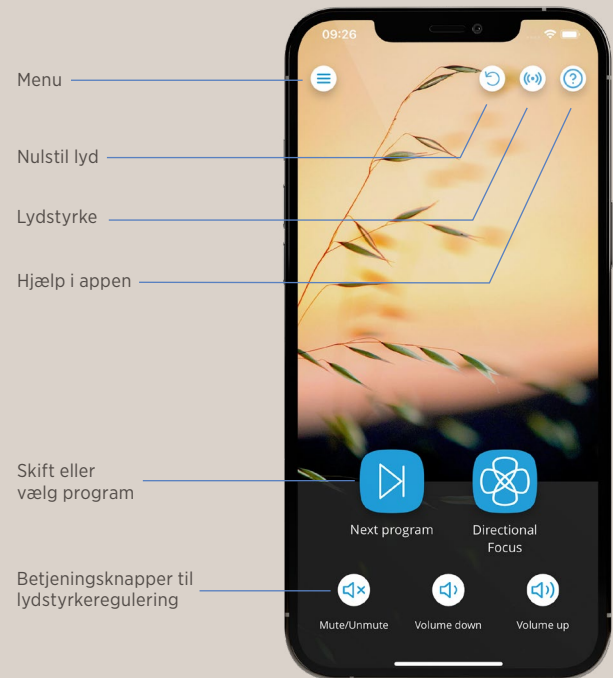 09:26
Menu
Nulstil lyd
Lydstyrke
Hjælp i appen
Skift eller
vælg program
Next program
Directional
Focus
Betjeningsknapper til
lydstyrkeregulering
Mute/Unmute
Volume down
Volume up